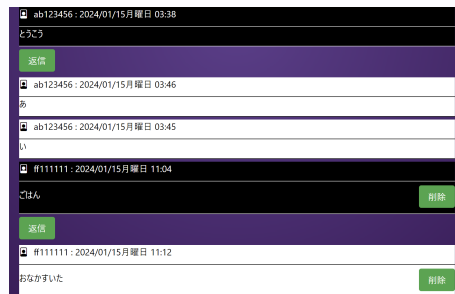 ab123456 : 2024/01/15月曜日 03:38
とうこう
返信
ab123456 : 2024/01/15月曜日 03:46
あ
ab123456 : 2024/01/15月曜日 03:45
い
ff111111 : 2024/01/15月曜日 11:04
ごはん 削除
返信
ff111111 : 2024/01/15月曜日 11:12
おなかすいた 削除